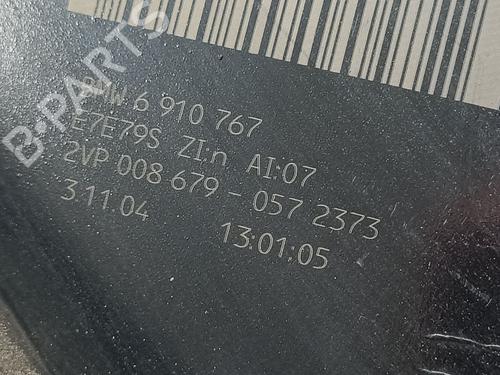 B-PARTS
BMW 6 910 767
E7E79S ZI:n AI:07
2VP 008 679 - 057 2373
3.11.04 13:01:05